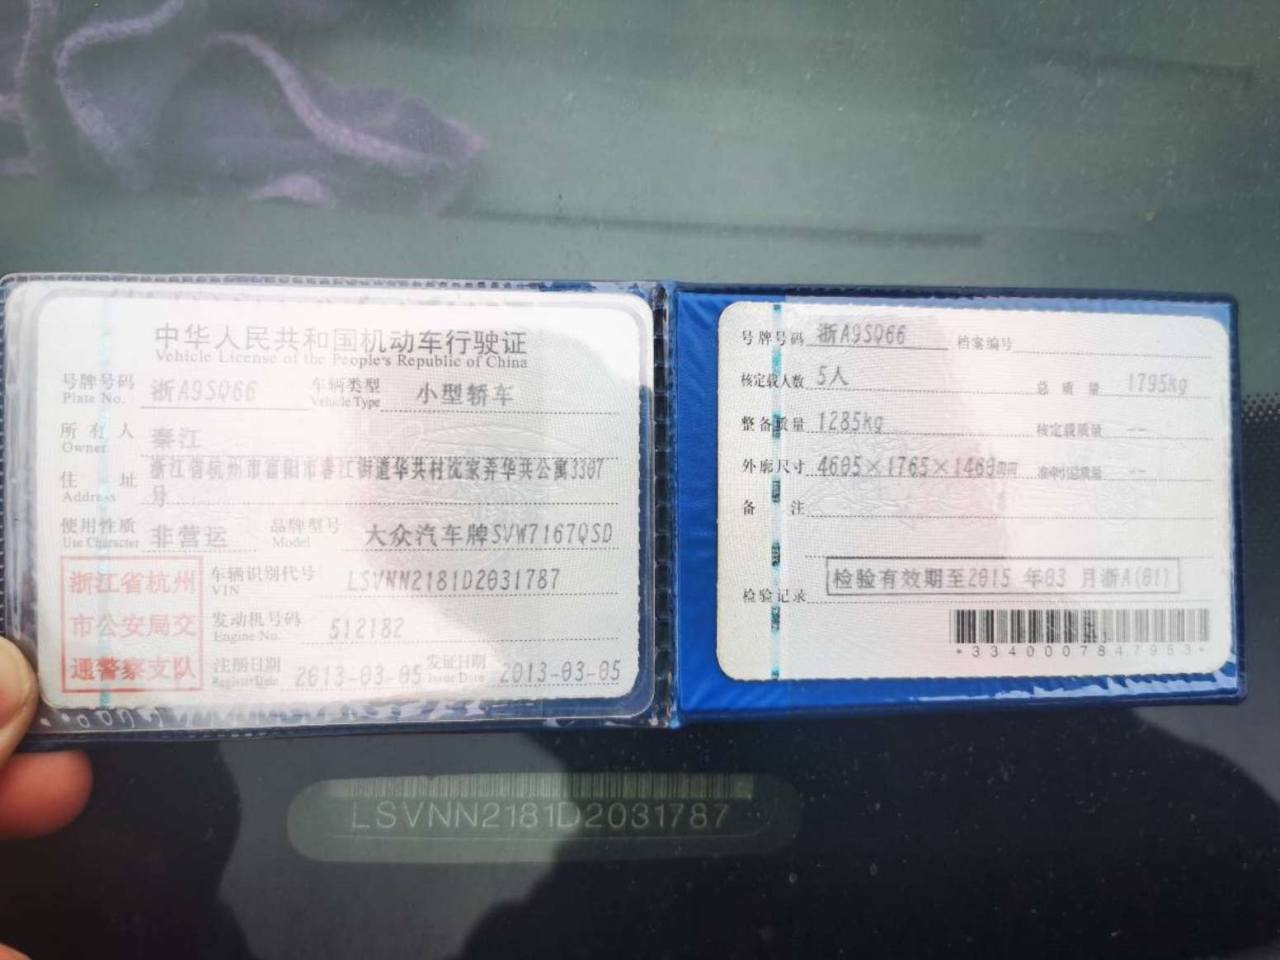 中华人民共和国机动车行驶证
Vehicle License of the People's Republic of China
号牌号码 浙A9SQ66 车辆类型 小型轿车
Plate No. Vehicle Type
所有人 秦江
Owner
住址 浙江省杭州市富阳市春江街道华共村沈家弄华共公寓3307
Address 号
使用性质 非营运 品牌型号 大众汽车牌SVW7167QSD
Use Character Model
浙江省杭州
市公安局交
通警察支队
车辆识别代号 LSVNN2181D2031787
VIN
发动机号码 512182
Engine No.
注册日期 2013-03-05 发证日期 2013-03-05
Register Date Issue Date
号牌号码 浙A9SQ66 档案编号
核定载人数 5人 总质量 1795kg
整备质量 1285kg 核定载质量 --
外廓尺寸 4605×1765×1460mm 准牵引总质量 --
备注
检验有效期至2015年03月浙A(01)
检验记录
*3340007847953*
LSVNN2181D2031787